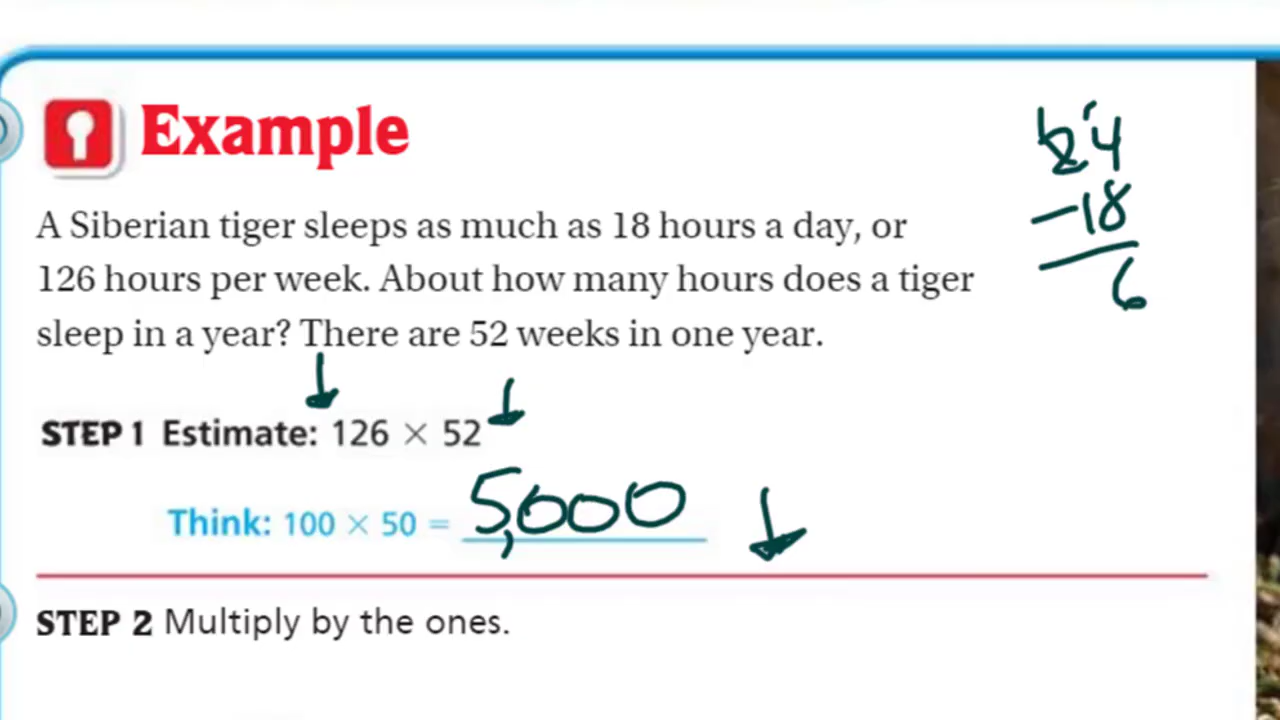 Example
24
-18
6
A Siberian tiger sleeps as much as 18 hours a day, or
126 hours per week. About how many hours does a tiger
sleep in a year? There are 52 weeks in one year.
STEP 1 Estimate: 126 × 52
Think: 100 × 50 = 5,000
STEP 2 Multiply by the ones.